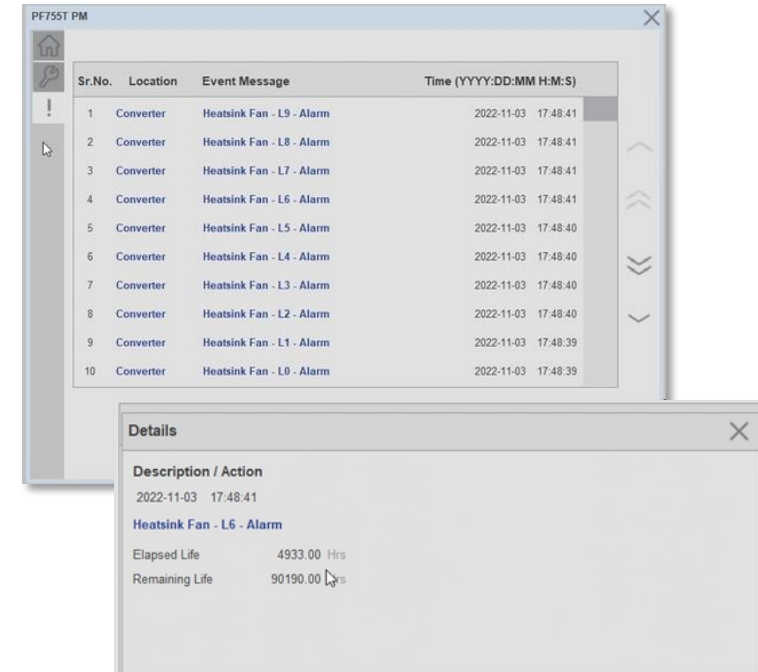 PF755T PM
Sr.No. Location Event Message Time (YYYY:DD:MM H:M:S)
1 Converter Heatsink Fan - L9 - Alarm 2022-11-03 17:48:41
2 Converter Heatsink Fan - L8 - Alarm 2022-11-03 17:48:41
3 Converter Heatsink Fan - L7 - Alarm 2022-11-03 17:48:41
4 Converter Heatsink Fan - L6 - Alarm 2022-11-03 17:48:41
5 Converter Heatsink Fan - L5 - Alarm 2022-11-03 17:48:40
6 Converter Heatsink Fan - L4 - Alarm 2022-11-03 17:48:40
7 Converter Heatsink Fan - L3 - Alarm 2022-11-03 17:48:40
8 Converter Heatsink Fan - L2 - Alarm 2022-11-03 17:48:40
9 Converter Heatsink Fan - L1 - Alarm 2022-11-03 17:48:39
10 Converter Heatsink Fan - L0 - Alarm 2022-11-03 17:48:39
Details
Description / Action
2022-11-03 17:48:41
Heatsink Fan - L6 - Alarm
Elapsed Life 4933.00 Hrs
Remaining Life 90190.00 Hrs